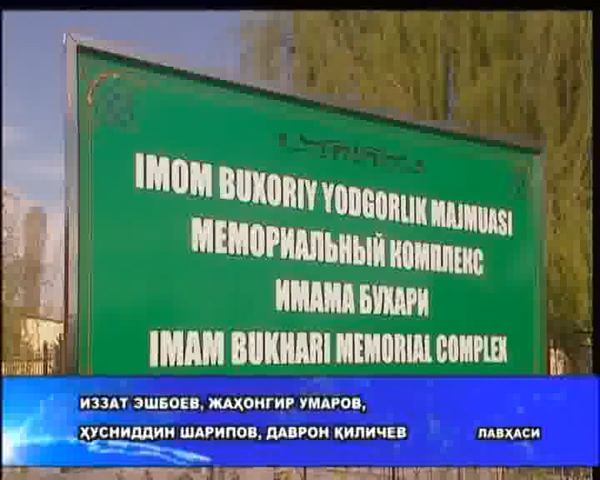 IMOM BUXORIY YODGORLIK MAJMUASI
МЕМОРИАЛЬНЫЙ КОМПЛЕКС
ИМАМА БУХАРИ
IMAM BUKHARI MEMORIAL COMPLEX
ИЗЗАТ ЭШБОЕВ, ЖАҲОНГИР УМАРОВ,
ҲУСНИДДИН ШАРИПОВ, ДАВРОН ҚИЛИЧЕВ ЛАВҲАСИ